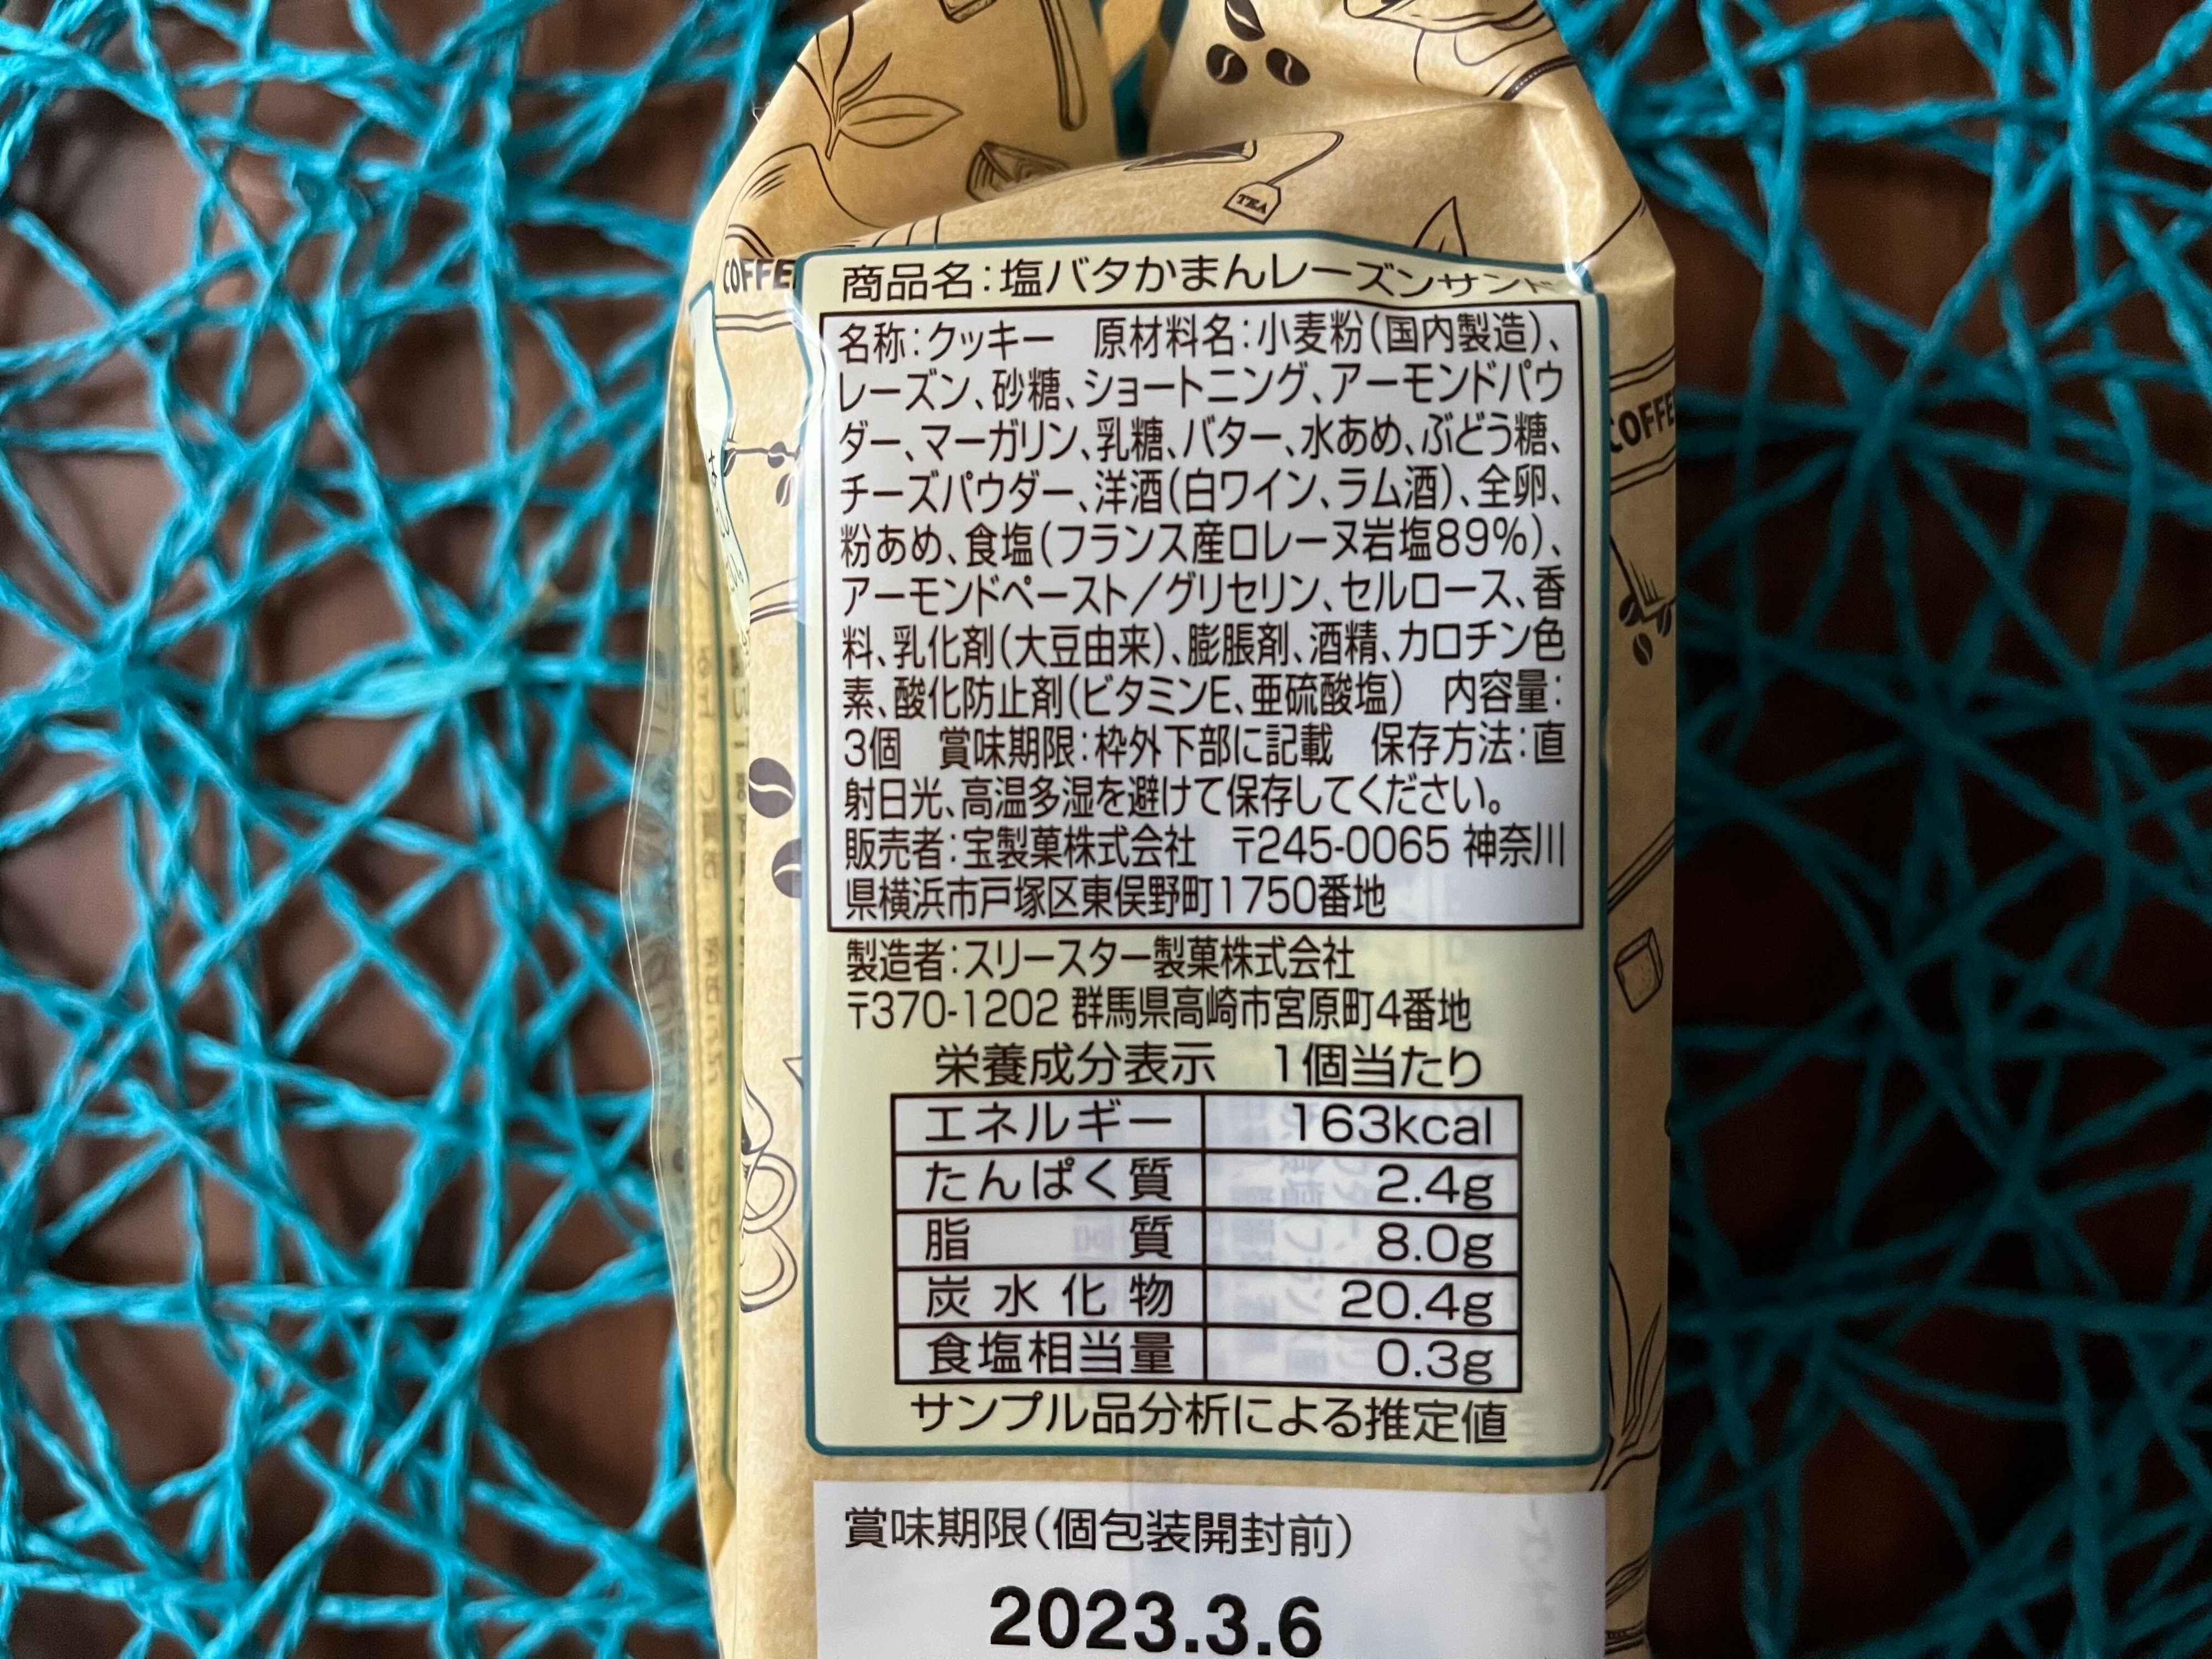 TEA
COFFE
商品名:塩バタかまんレーズンサンド
名称:クッキー 原材料名:小麦粉(国内製造)、
レーズン、砂糖、ショートニング、アーモンドパウ
ダー、マーガリン、乳糖、バター、水あめ、ぶどう糖、
チーズパウダー、洋酒(白ワイン、ラム酒)、全卵、
粉あめ、食塩(フランス産ロレーヌ岩塩89%)、
アーモンドペースト/グリセリン、セルロース、香
料、乳化剤(大豆由来)、膨脹剤、酒精、カロチン色
素、酸化防止剤(ビタミンE、亜硫酸塩) 内容量:
3個 賞味期限:枠外下部に記載 保存方法:直
射日光、高温多湿を避けて保存してください。
販売者:宝製菓株式会社 〒245-0065 神奈川
県横浜市戸塚区東俣野町1750番地
COFFE
製造者:スリースター製菓株式会社
〒370-1202 群馬県高崎市宮原町4番地
栄養成分表示 1個当たり
エネルギー 163kcal
たんぱく質 2.4g
脂質 8.0g
炭水化物 20.4g
食塩相当量 0.3g
サンプル品分析による推定値
賞味期限(個包装開封前)
2023.3.6